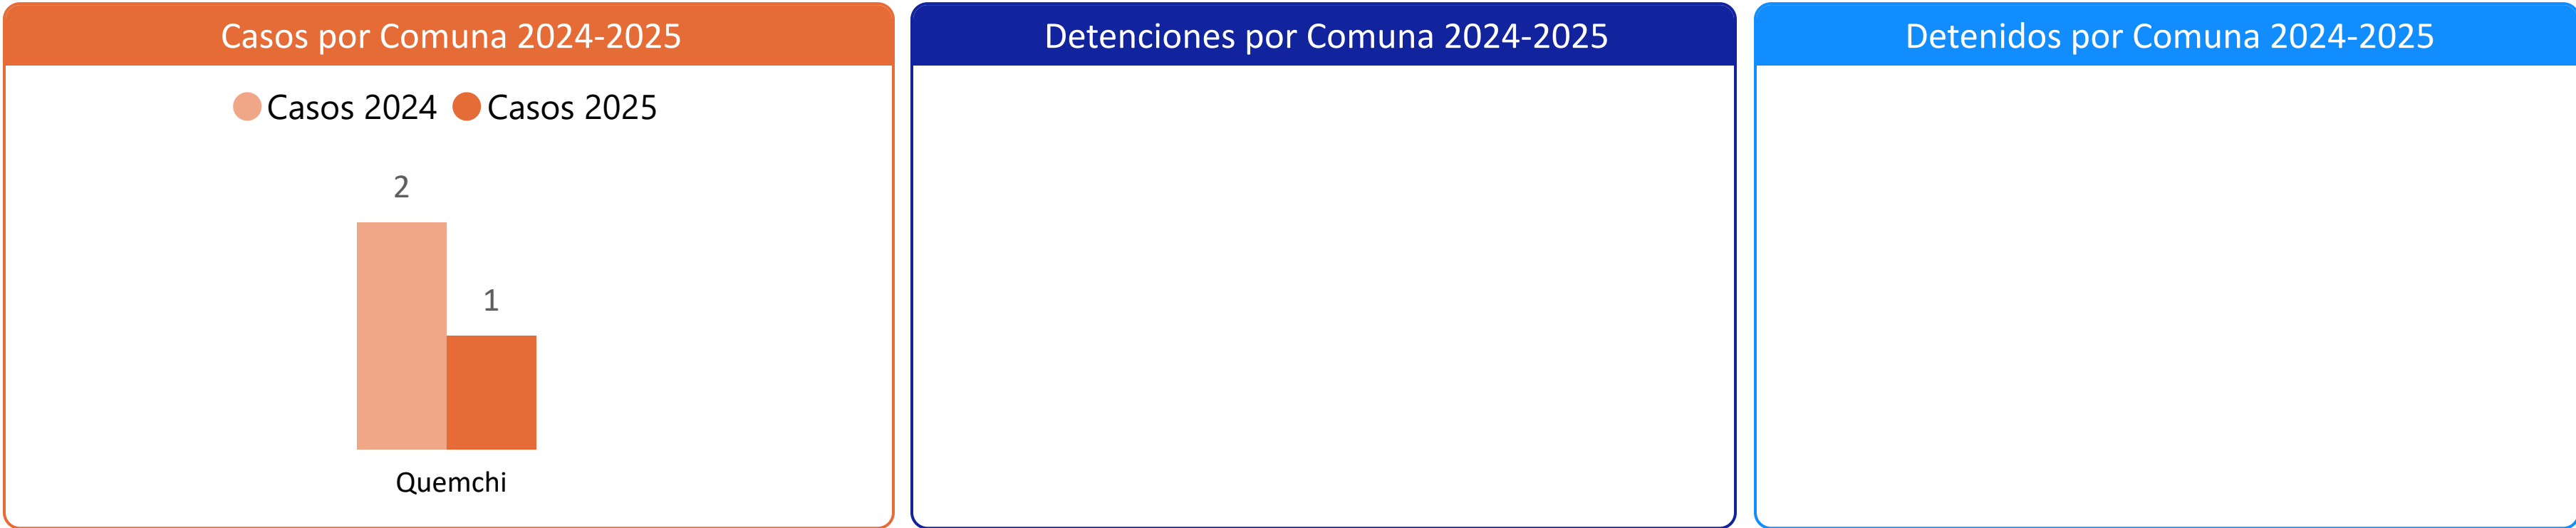 Casos por Comuna 2024-2025
Casos 2024 Casos 2025
2
1
Quemchi
Detenciones por Comuna 2024-2025
Detenidos por Comuna 2024-2025